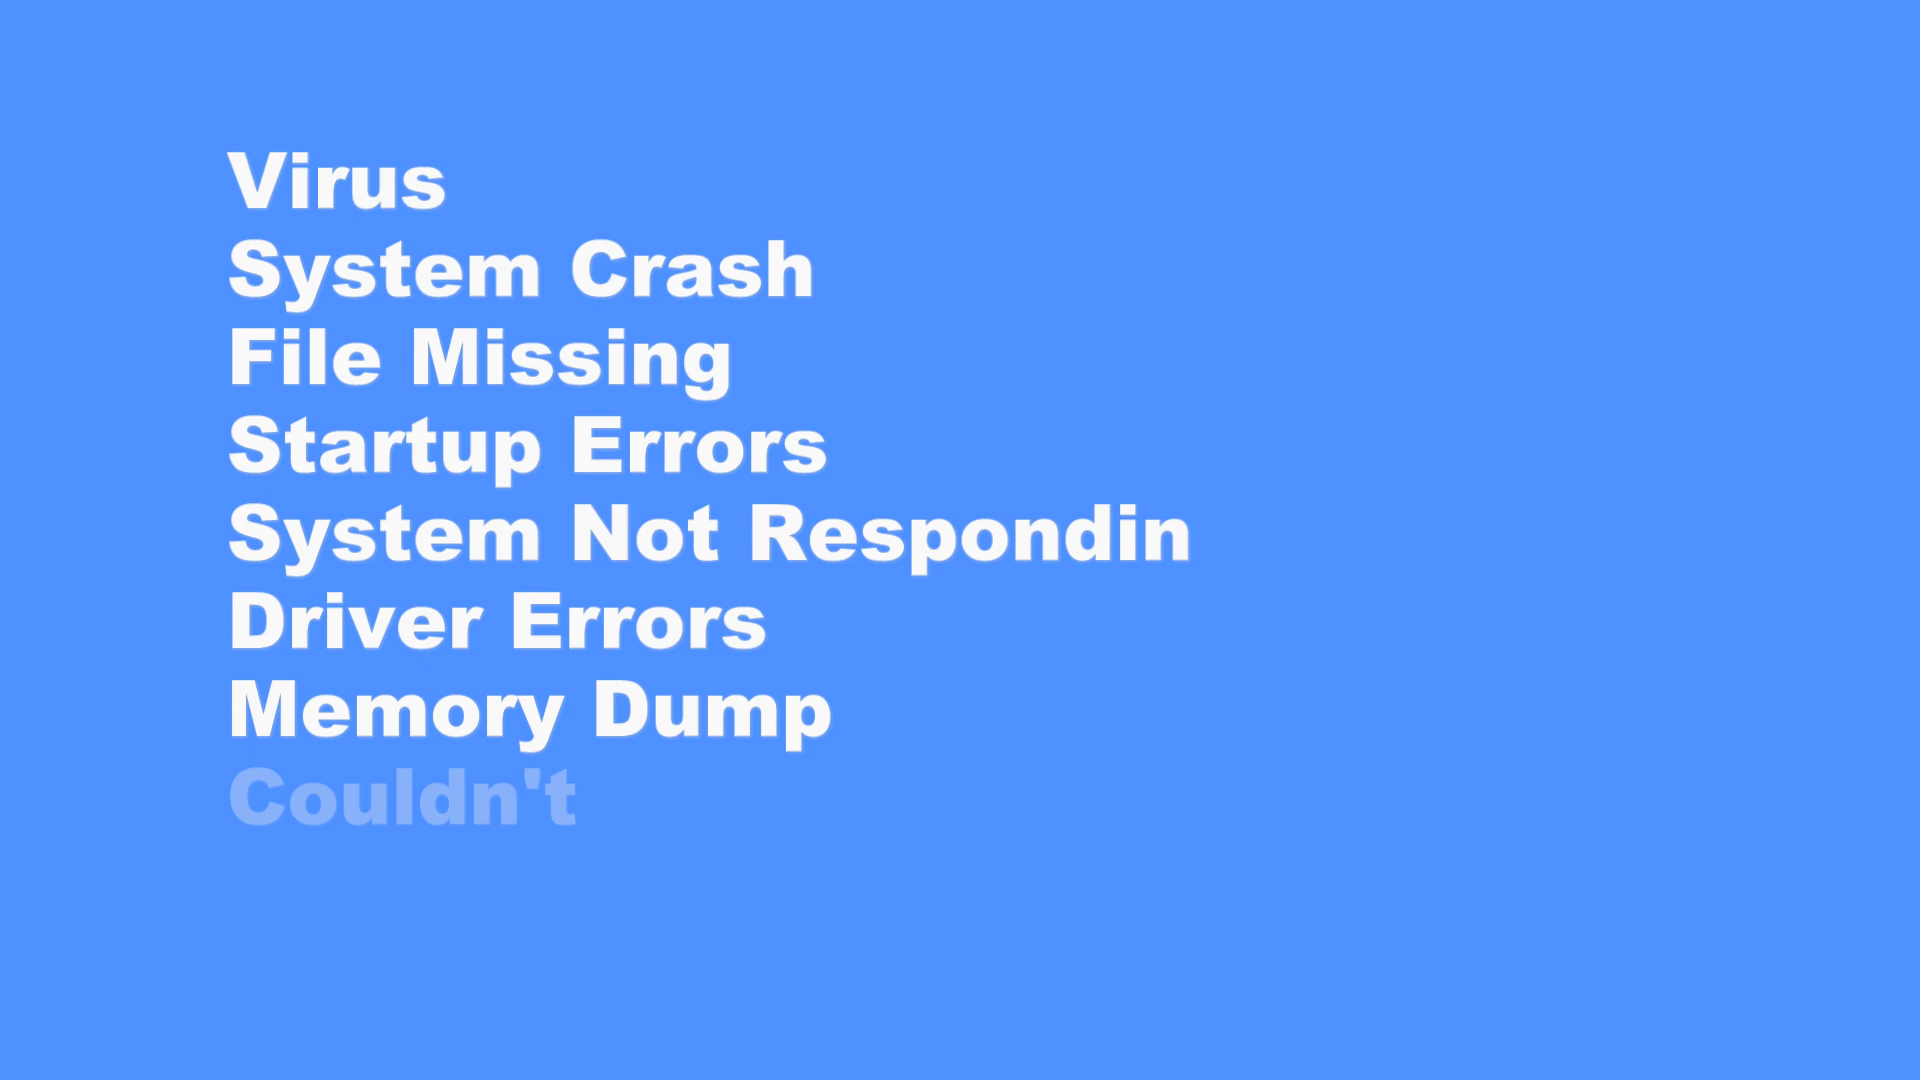 Virus
System Crash
File Missing
Startup Errors
System Not Respondin
Driver Errors
Memory Dump
Couldn't